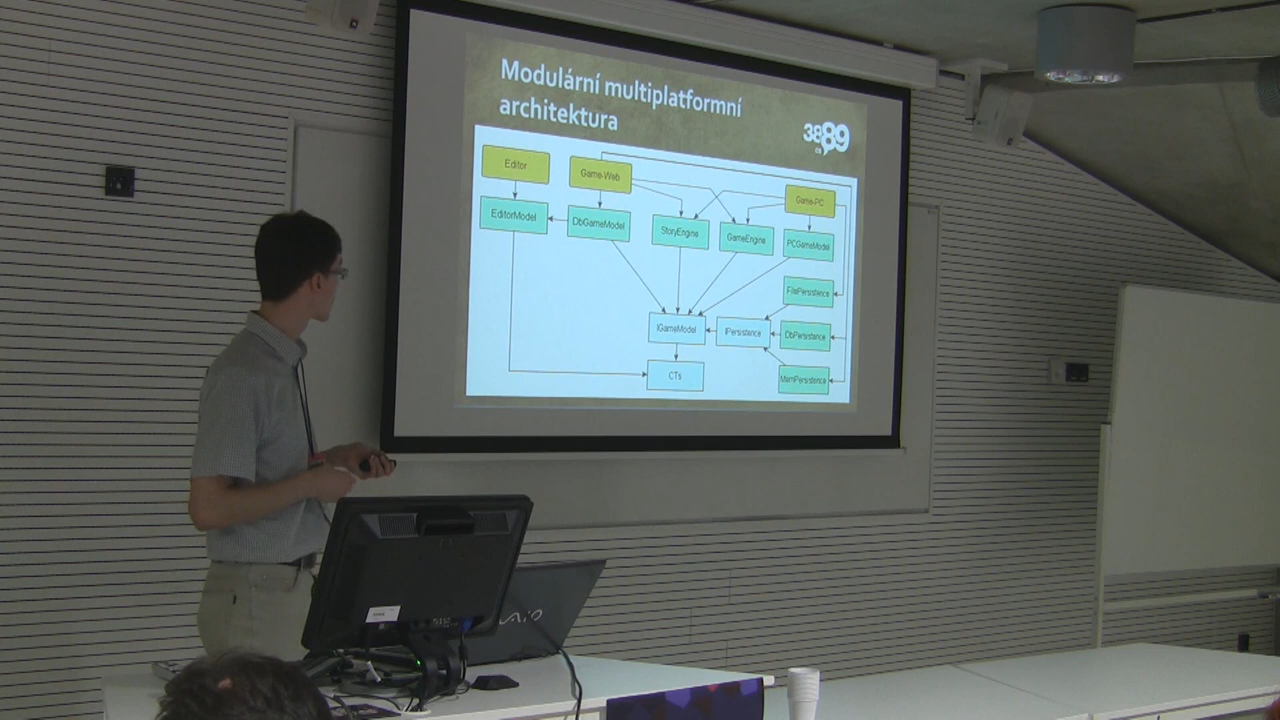 Modulární multiplatformní
architektura
3889
Editor
Game-Web
Game-PC
EditorModel
DbGameModel
StoryEngine
GameEngine
PCGameModel
FilePersistence
IGameModel
IPersistence
DbPersistance
CTs
MemPersistence
VAIO